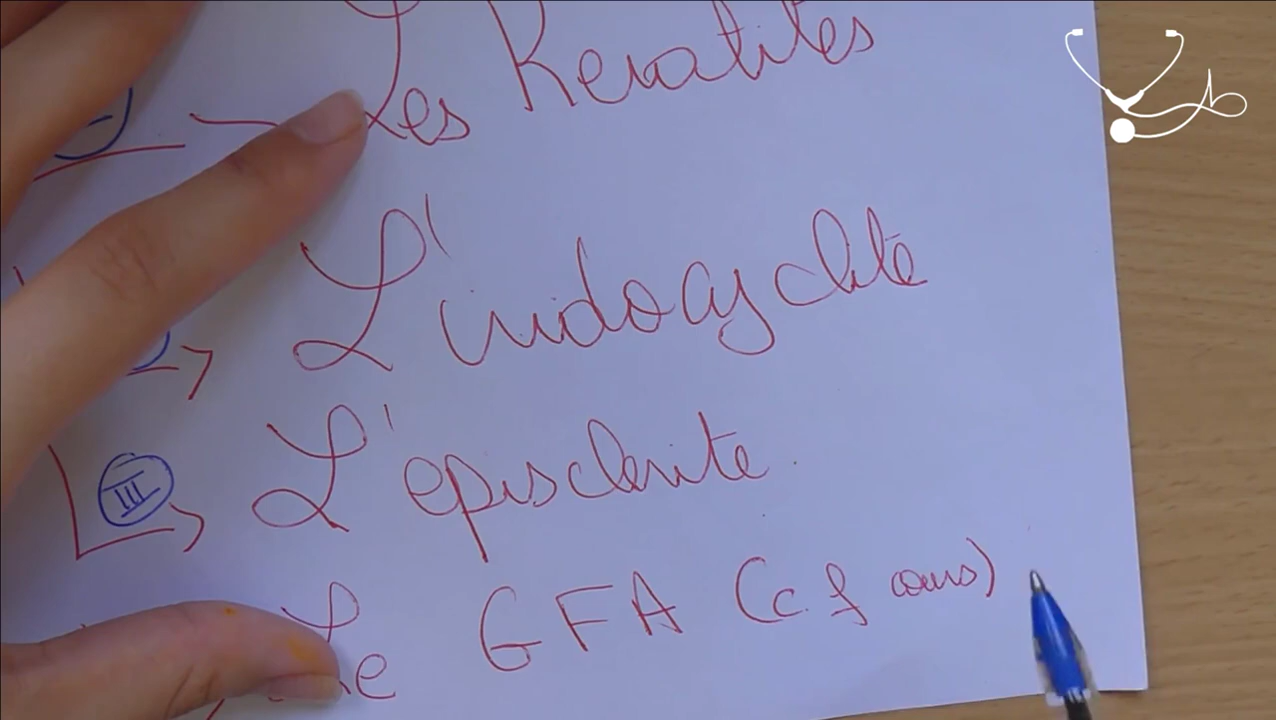 Les Keratites
L'iridocyclite
III L'episclerite
Le GFA (c.f cours)